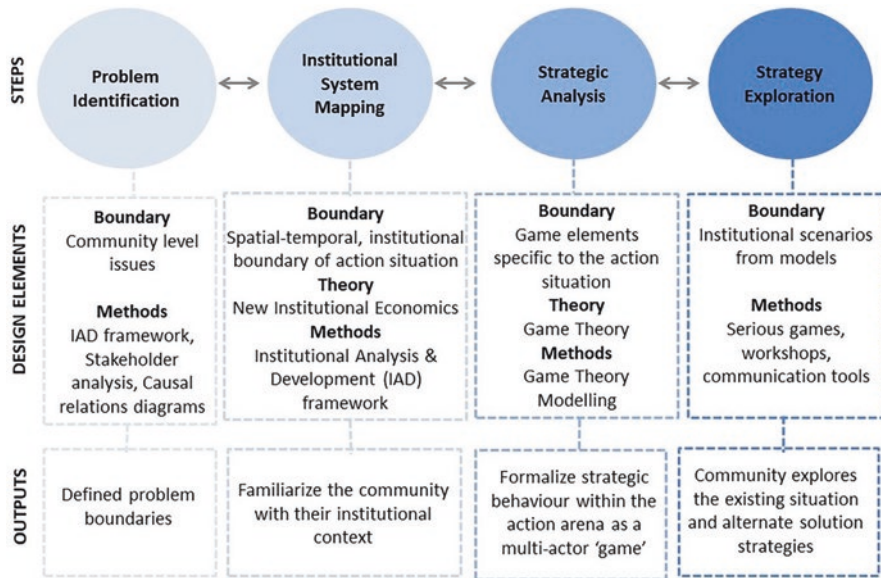 STEPS
Problem
Identification
Institutional
System
Mapping
Strategic
Analysis
Strategy
Exploration
DESIGN ELEMENTS
Boundary
Community level
issues
Methods
IAD framework,
Stakeholder
analysis, Causal
relations diagrams
Boundary
Spatial-temporal, institutional
boundary of action situation
Theory
New Institutional Economics
Methods
Institutional Analysis &
Development (IAD)
framework
Boundary
Game elements
specific to the action
situation
Theory
Game Theory
Methods
Game Theory
Modelling
Boundary
Institutional scenarios
from models
Methods
Serious games,
workshops,
communication tools
OUTPUTS
Defined problem
boundaries
Familiarize the community
with their institutional
context
Formalize strategic
behaviour within the
action arena as a
multi-actor ‘game’
Community explores
the existing situation
and alternate solution
strategies